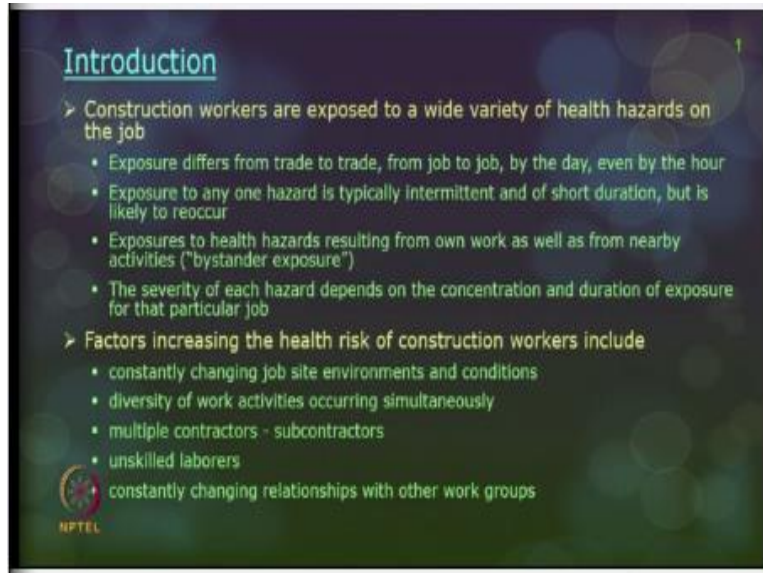 1
Introduction
➢ Construction workers are exposed to a wide variety of health hazards on
the job
• Exposure differs from trade to trade, from job to job, by the day, even by the hour
• Exposure to any one hazard is typically intermittent and of short duration, but is
likely to reoccur
• Exposures to health hazards resulting from own work as well as from nearby
activities ("bystander exposure")
• The severity of each hazard depends on the concentration and duration of exposure
for that particular job
➢ Factors increasing the health risk of construction workers include
• constantly changing job site environments and conditions
• diversity of work activities occurring simultaneously
• multiple contractors - subcontractors
• unskilled laborers
• constantly changing relationships with other work groups
NPTEL